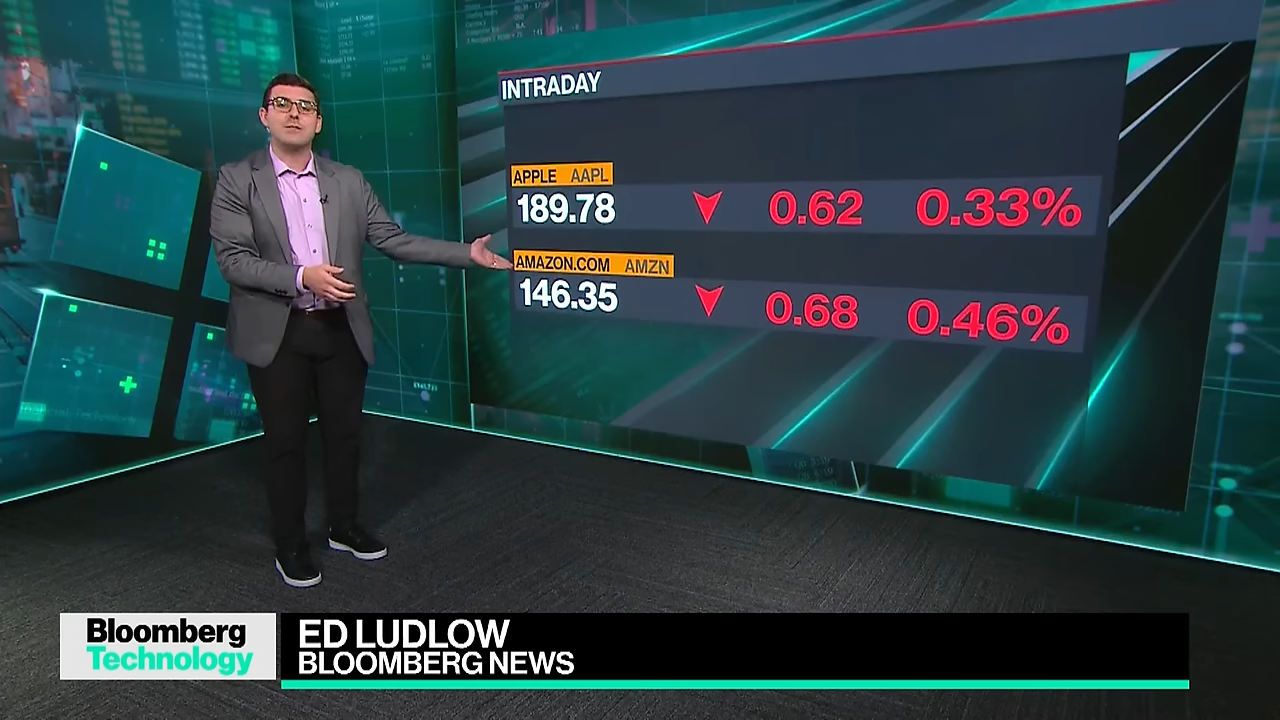 INTRADAY
APPLE AAPL
189.78 0.62 0.33%
AMAZON.COM AMZN
146.35 0.68 0.46%
Bloomberg
Technology
ED LUDLOW
BLOOMBERG NEWS